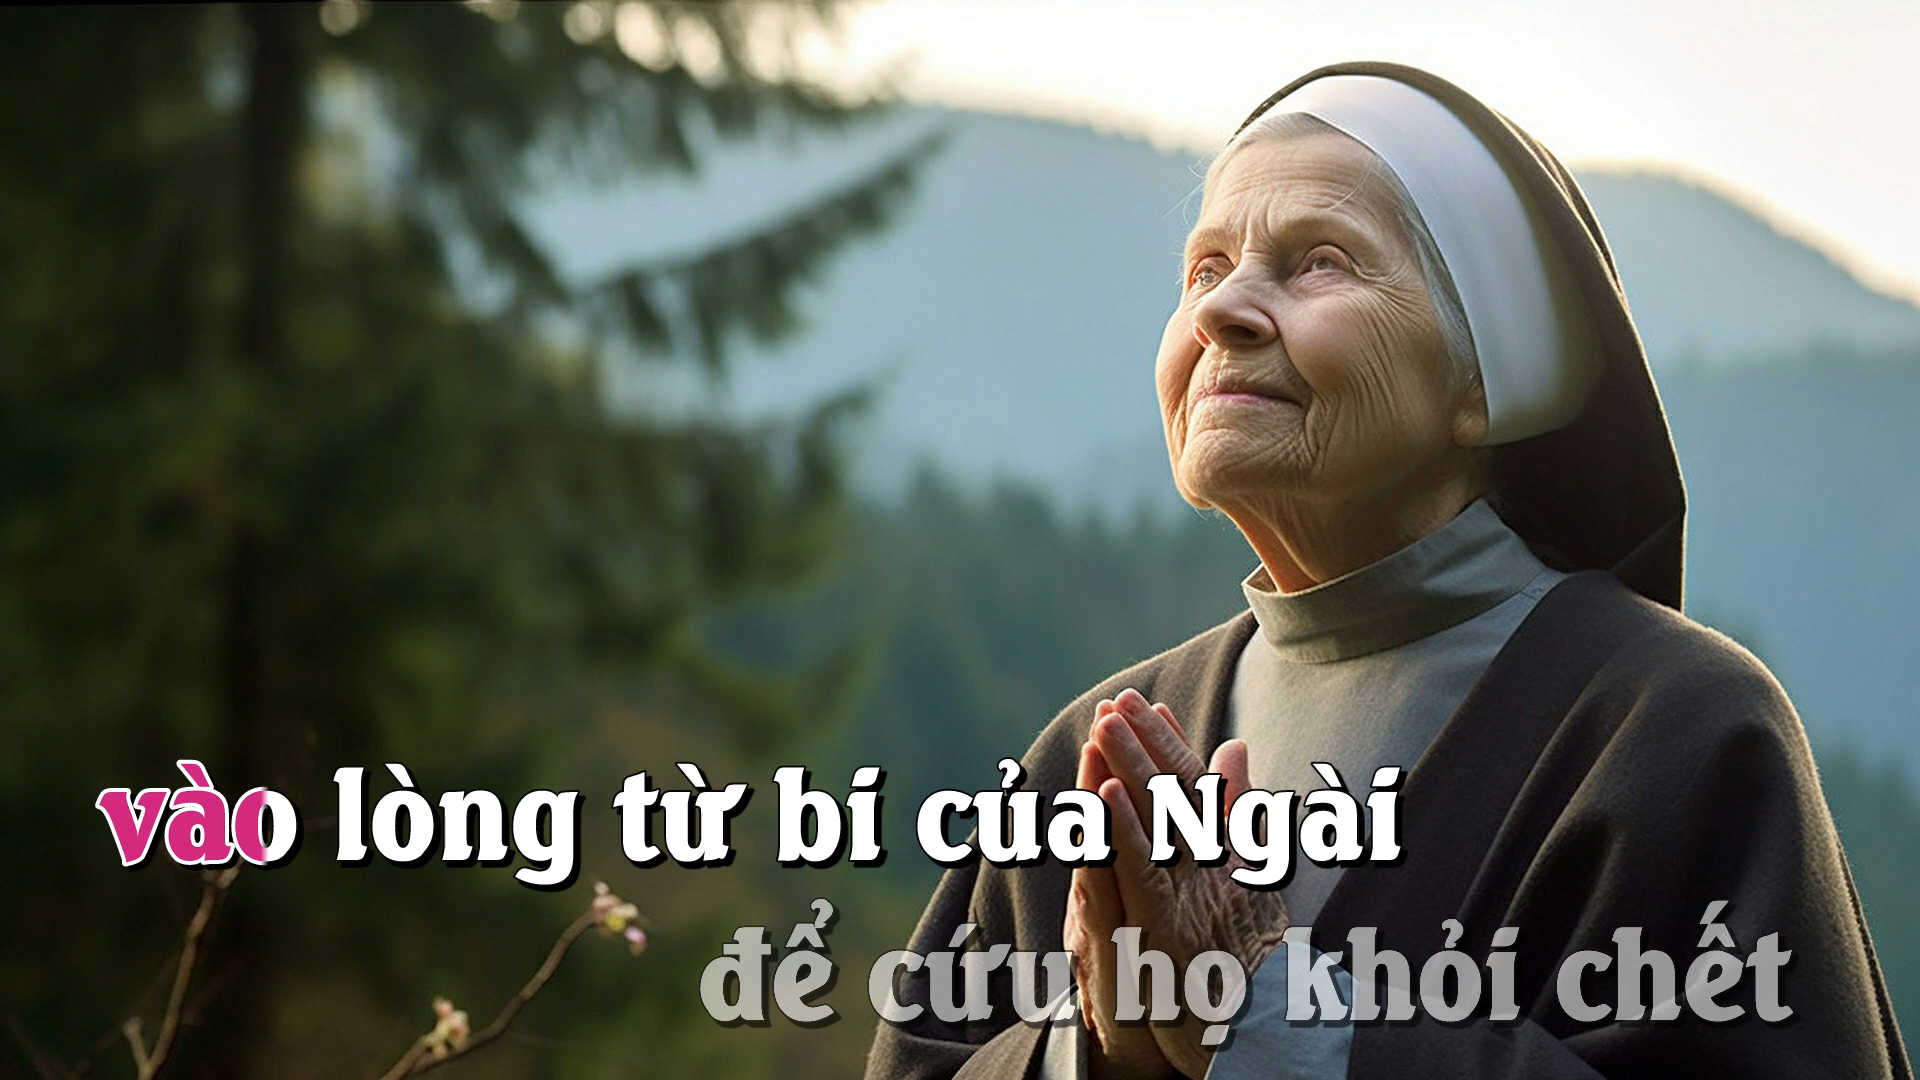 vào lòng từ bi của Ngài
để cứu họ khỏi chết